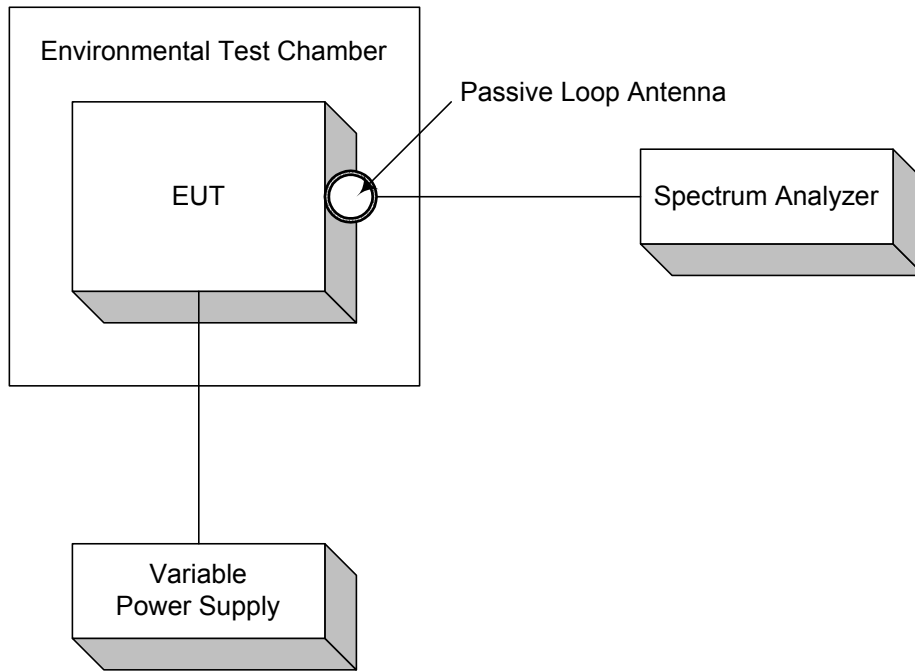 Environmental Test Chamber
Passive Loop Antenna
EUT
Spectrum Analyzer
Variable
Power Supply